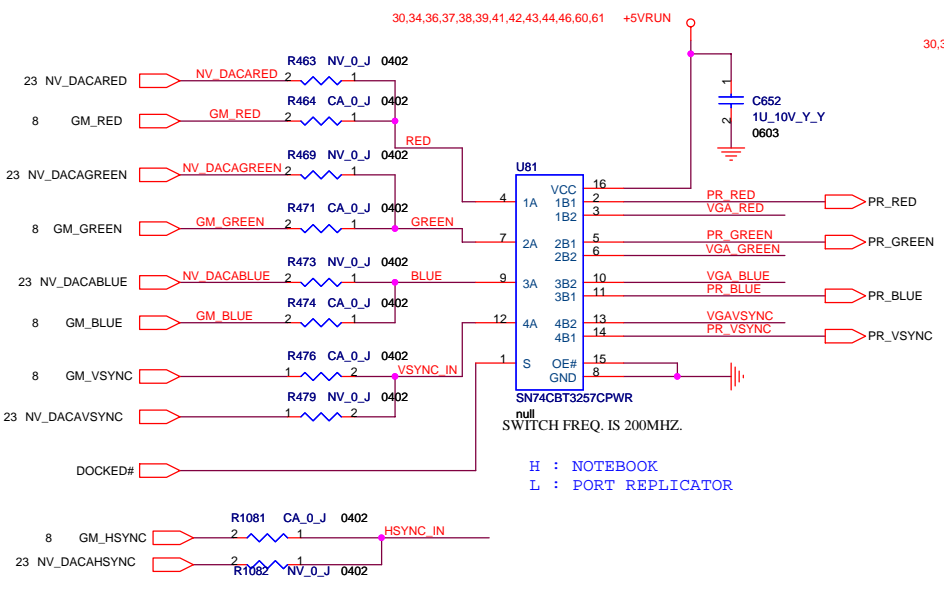 30,34,36,37,38,39,41,42,43,44,46,60,61 +5VRUN
30,3
R463 NV_0_J 0402
23 NV_DACARED NV_DACARED 2 1
R464 CA_0_J 0402
8 GM_RED GM_RED 2 1
RED
1
2
C652
1U_10V_Y_Y
0603
R469 NV_0_J 0402
23 NV_DACAGREEN NV_DACAGREEN 2 1
R471 CA_0_J 0402
8 GM_GREEN GM_GREEN 2 1 GREEN
R473 NV_0_J 0402
23 NV_DACABLUE NV_DACABLUE 2 1 BLUE
R474 CA_0_J 0402
8 GM_BLUE GM_BLUE 2 1
R476 CA_0_J 0402
8 GM_VSYNC 1 2 VSYNC_IN
R479 NV_0_J 0402
23 NV_DACAVSYNC 1 2
DOCKED#
U81
VCC 16
4 1A 1B1 2 PR_RED PR_RED
1B2 3 VGA_RED
7 2A 2B1 5 PR_GREEN PR_GREEN
2B2 6 VGA_GREEN
9 3A 3B2 10 VGA_BLUE
3B1 11 PR_BLUE PR_BLUE
12 4A 4B2 13 VGAVSYNC
4B1 14 PR_VSYNC PR_VSYNC
1 S OE# 15
GND 8
SN74CBT3257CPWR
null
SWITCH FREQ. IS 200MHZ.
H : NOTEBOOK
L : PORT REPLICATOR
R1081 CA_0_J 0402
8 GM_HSYNC 2 1 HSYNC_IN
23 NV_DACAHSYNC 2 1
R1082 NV_0_J 0402